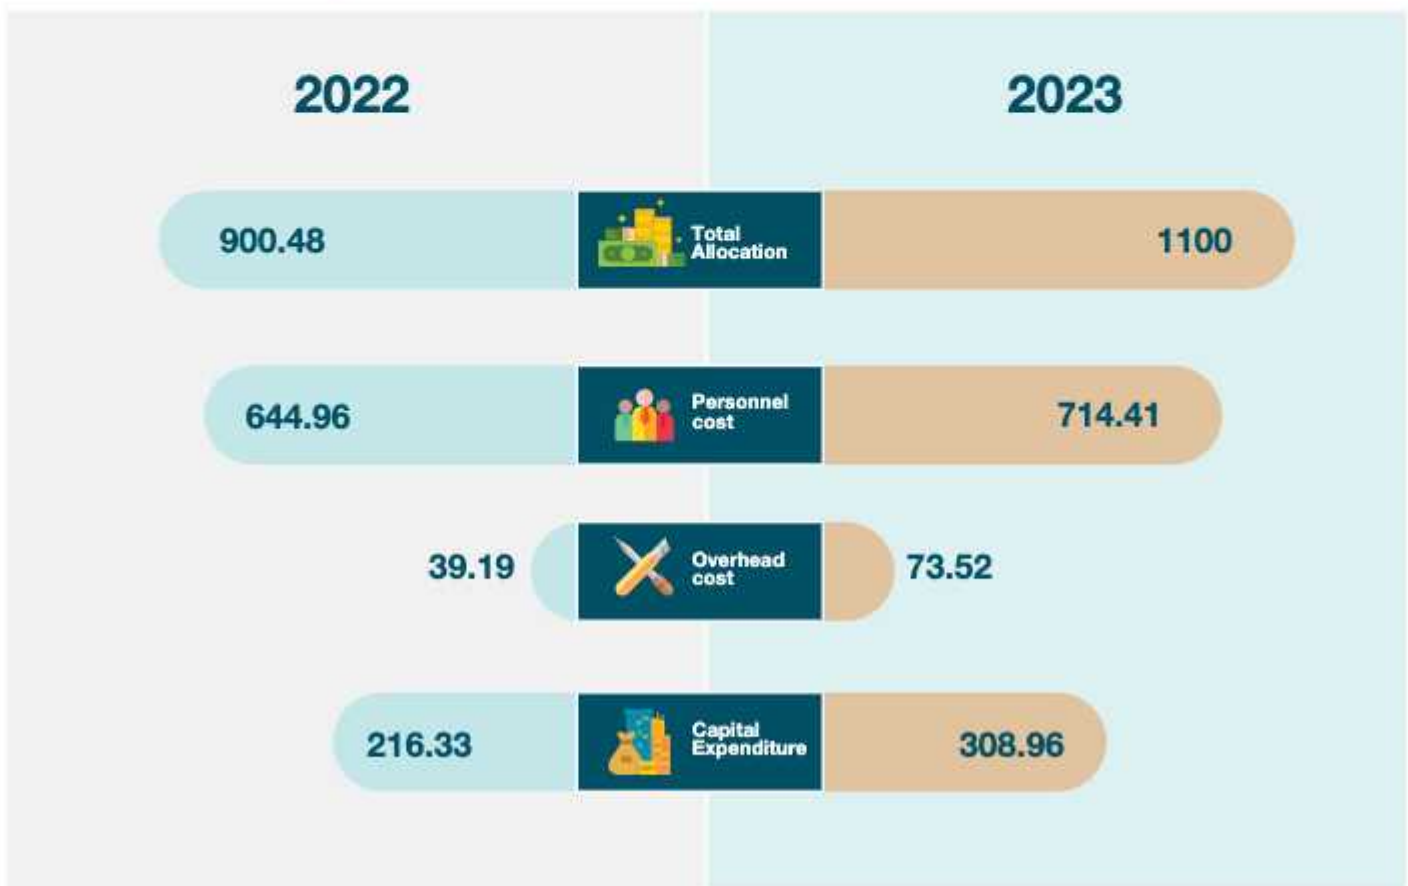 2022
2023
900.48
Total
Allocation
1100
644.96
Personnel
cost
714.41
39.19
Overhead
cost
73.52
216.33
Capital
Expenditure
308.96